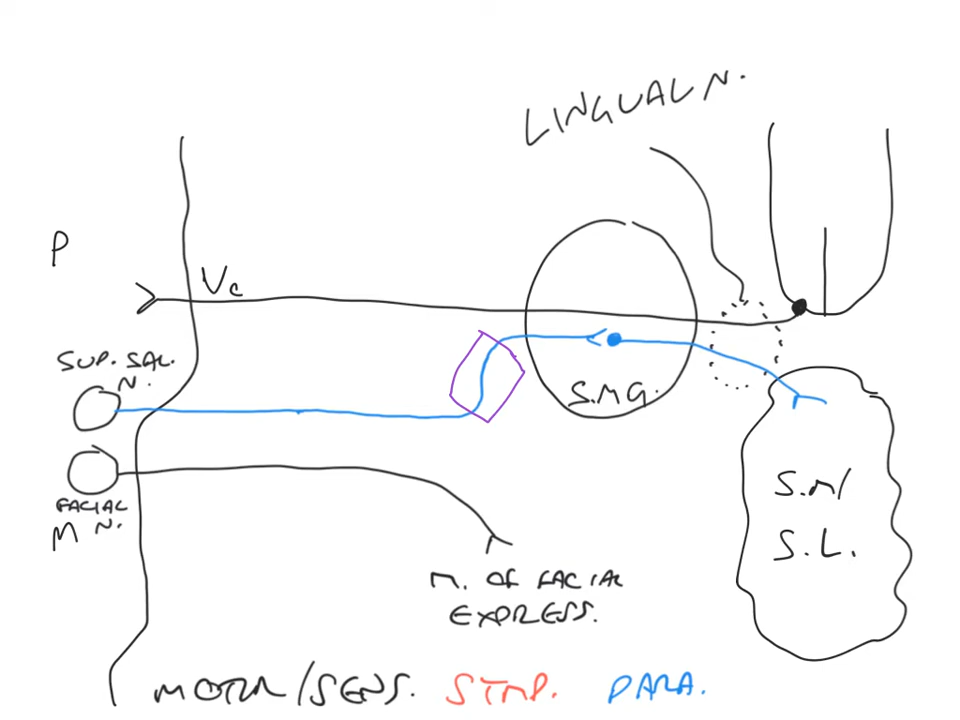 LINGUAL N.
P
Vc
SUP. SAL.
N.
S.M.G.
FACIAL
M N.
S.M/
S.L.
M. OF FACIAL
EXPRESS.
MOTOR/SENS. SYMP. PARA.